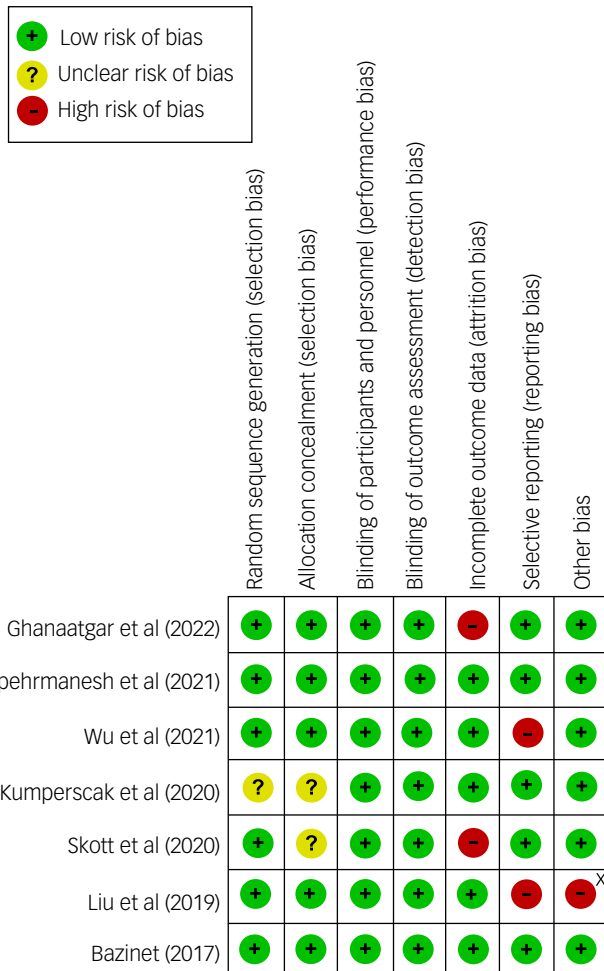 + Low risk of bias
? Unclear risk of bias
- High risk of bias
Random sequence generation (selection bias)
Allocation concealment (selection bias)
Blinding of participants and personnel (performance bias)
Blinding of outcome assessment (detection bias)
Incomplete outcome data (attrition bias)
Selective reporting (reporting bias)
Other bias
Ghanaatgar et al (2022) + + + + - + +
pehrmanesh et al (2021) + + + + + + +
Wu et al (2021) + + + + + - +
Kumperscak et al (2020) ? ? + + + + +
Skott et al (2020) + ? + + - + +
Liu et al (2019) + + + + + - - X
Bazinet (2017) + + + + + + +